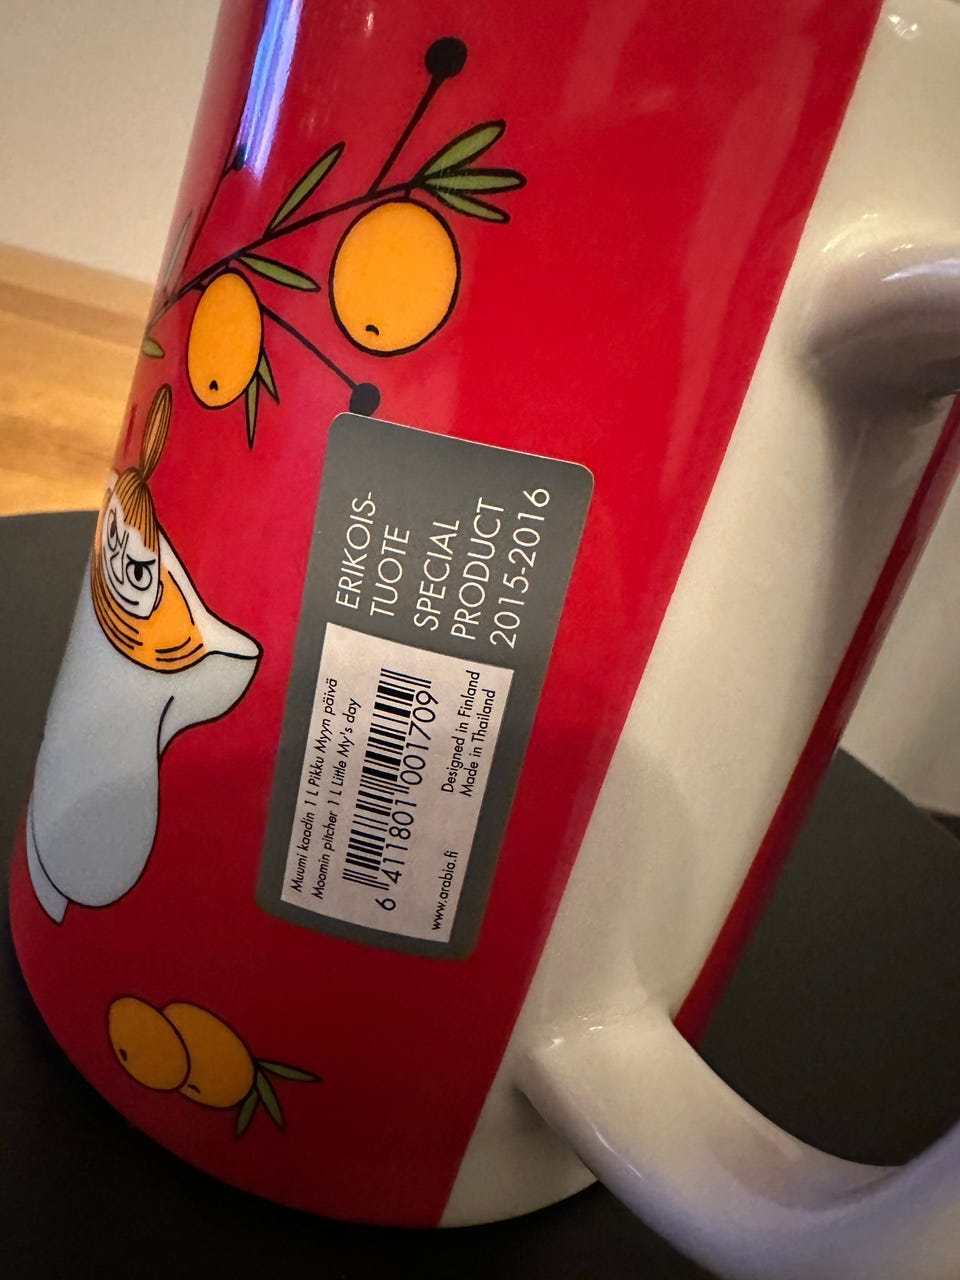 ERIKOIS-
TUOTE
SPECIAL
PRODUCT
2015-2016
Muumi kaadin 1 L Pikku Myyn päivä
Moomin pitcher 1 L Little My's day
6 411801 001709
Designed in Finland
Made in Thailand
www.arabia.fi